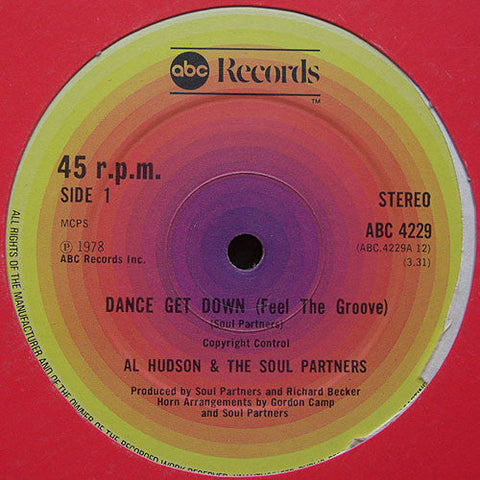 abc Records
TM
45 r.p.m.
SIDE 1
STEREO
MCPS
ABC 4229
(ABC.4229A 12)
(3.31)
℗ 1978
ABC Records Inc.
DANCE GET DOWN (Feel The Groove)
(Soul Partners)
Copyright Control
AL HUDSON & THE SOUL PARTNERS
Produced by Soul Partners and Richard Becker
Horn Arrangements by Gordon Camp
and Soul Partners
ALL RIGHTS OF THE MANUFACTURER AND OF THE OWNER OF THE RECORDED WORK RESERVED